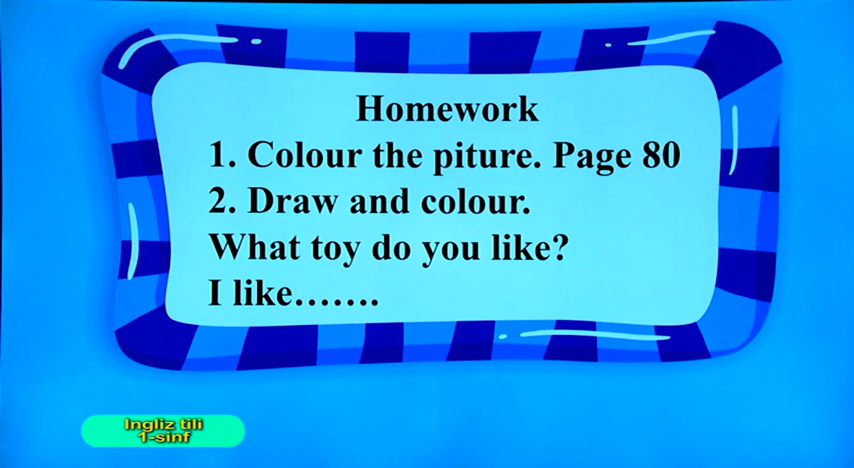 Homework
1. Colour the piture. Page 80
2. Draw and colour.
What toy do you like?
I like…….
Ingliz tili
1-sinf